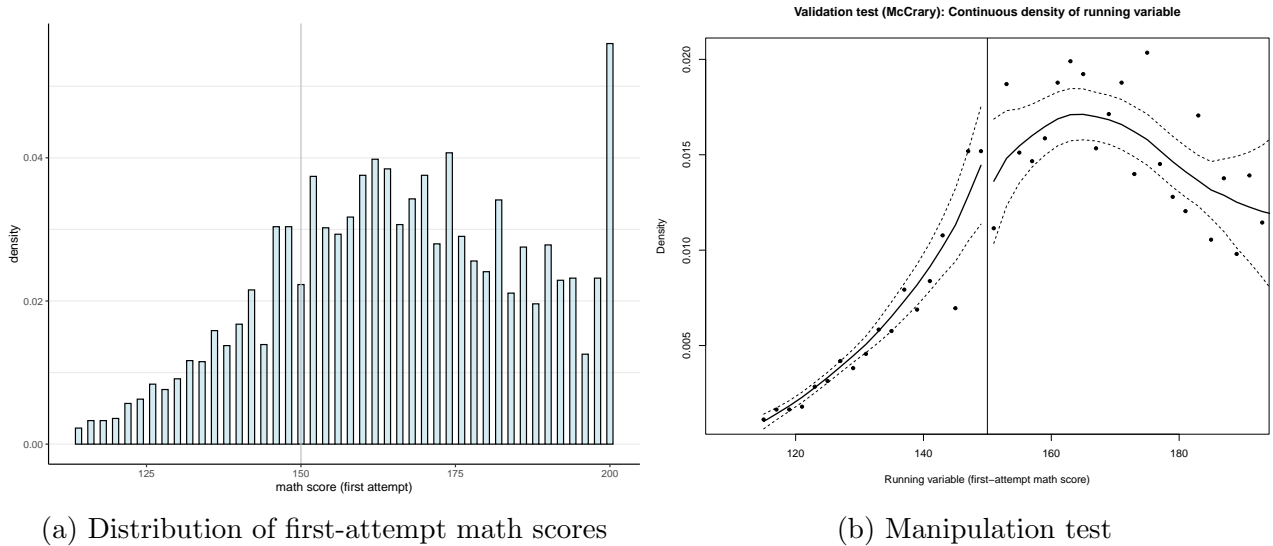 density
0.04
0.02
0.00
125
150
175
200
math score (first attempt)
(a) Distribution of first-attempt math scores
Validation test (McCrary): Continuous density of running variable
Density
0.020
0.015
0.010
0.005
120
140
160
180
Running variable (first−attempt math score)
(b) Manipulation test